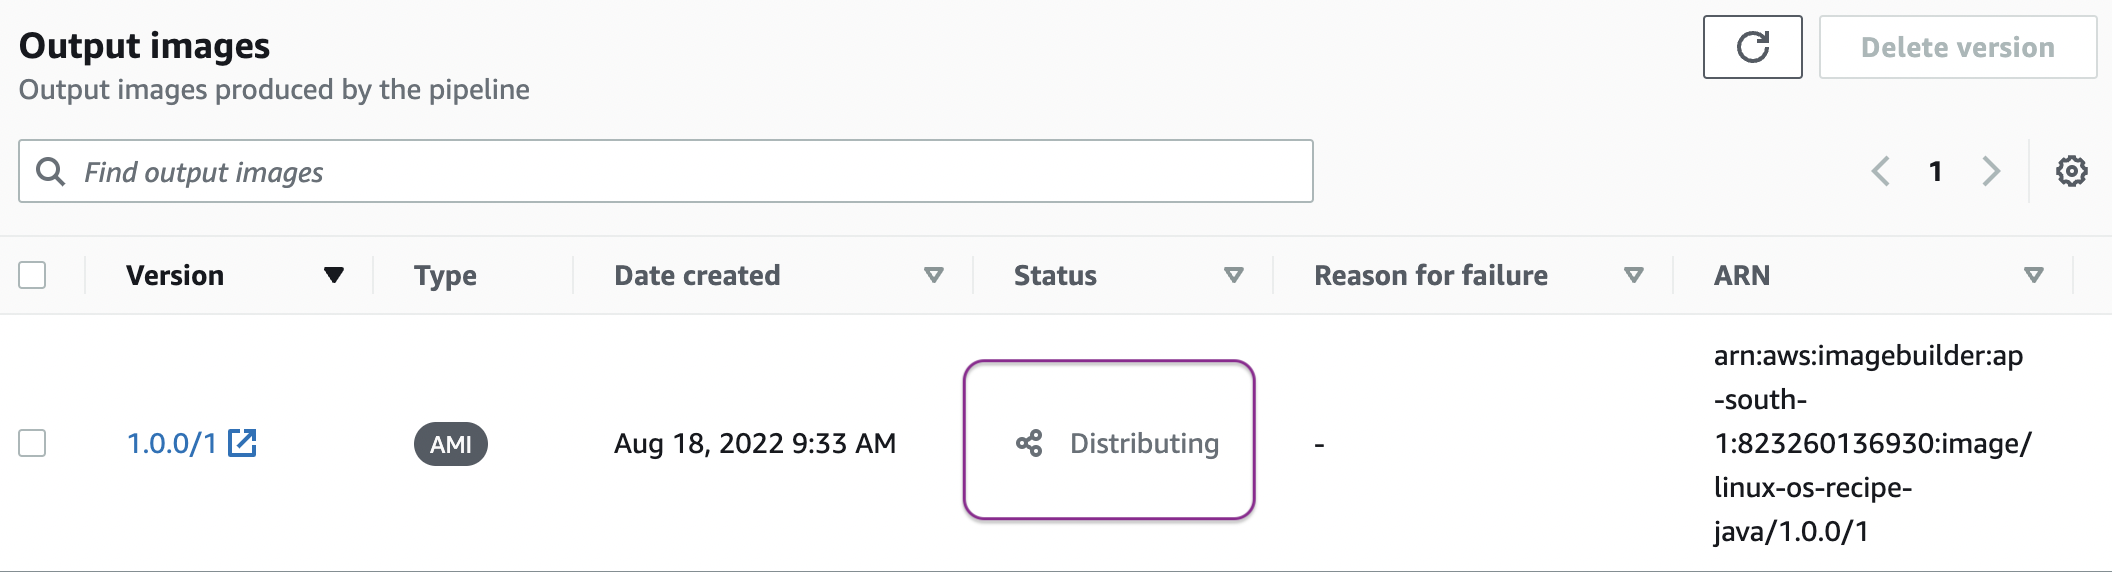 Output images
Delete version
Output images produced by the pipeline
Find output images
1
Version Type Date created Status Reason for failure ARN
1.0.0/1 AMI Aug 18, 2022 9:33 AM Distributing -
arn:aws:imagebuilder:ap
-south-
1:823260136930:image/
linux-os-recipe-
java/1.0.0/1